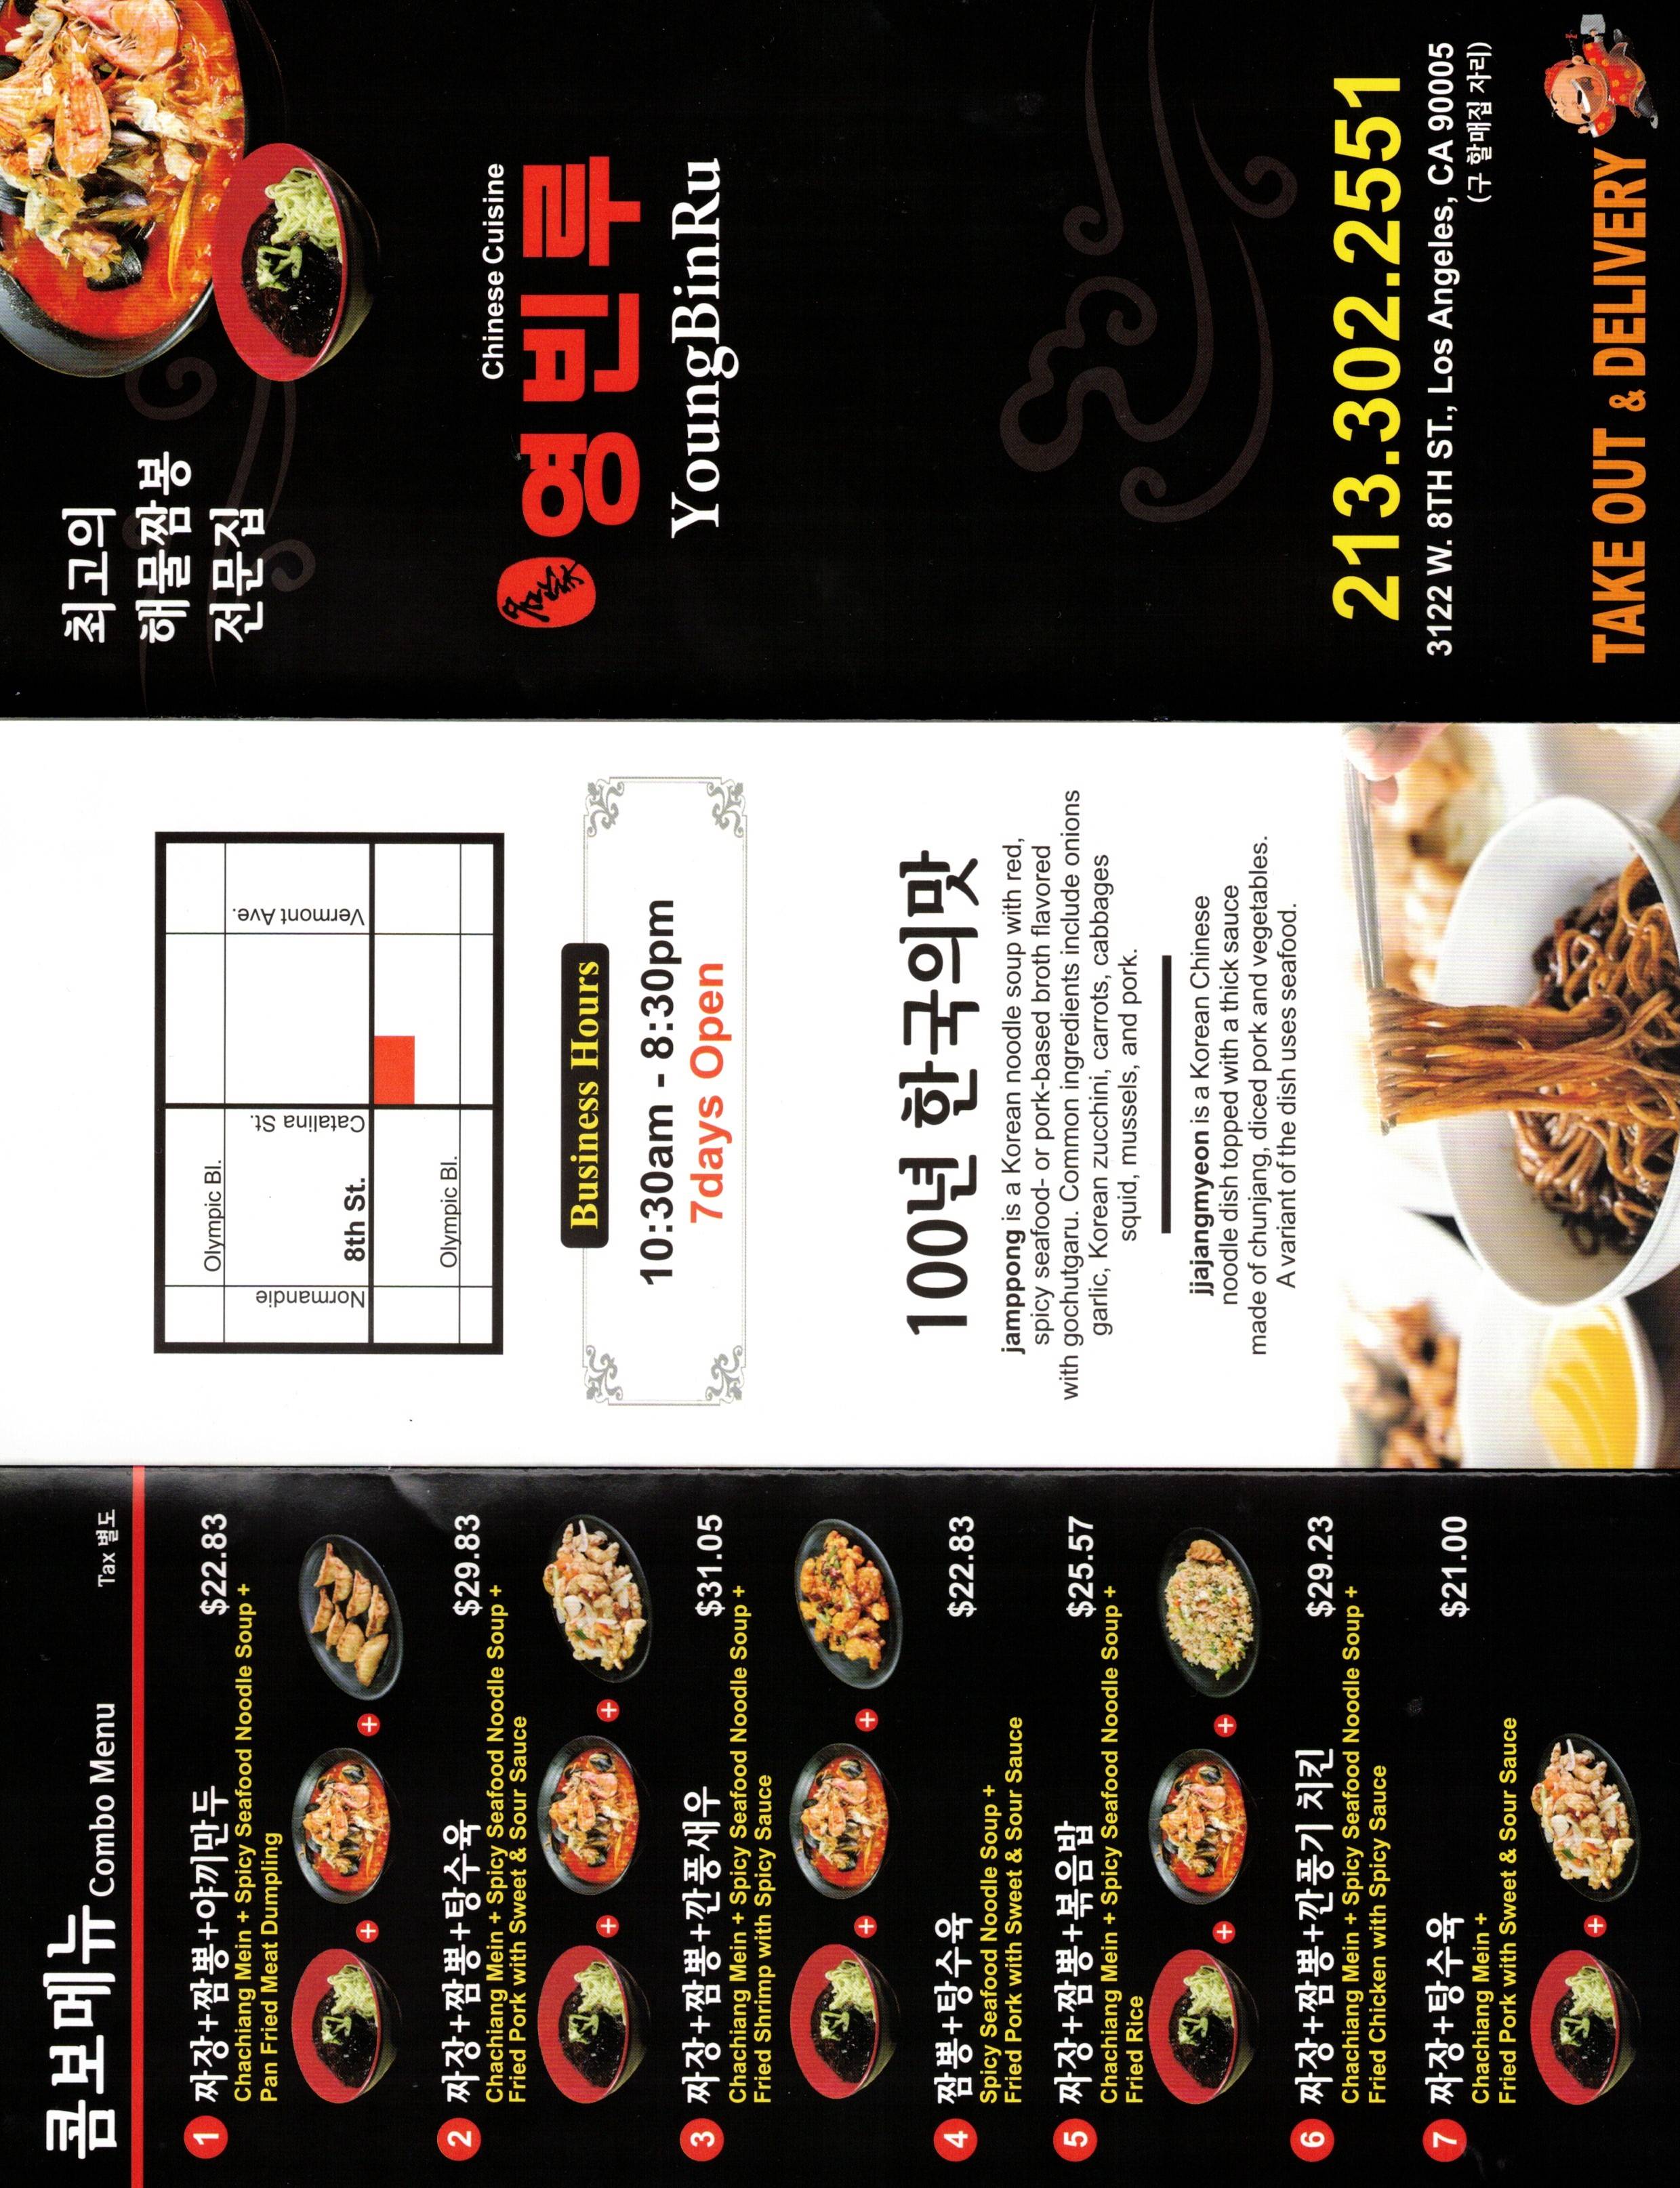 콤보메뉴 Combo Menu Tax 별도
1 짜장+짬뽕+야끼만두 $22.83
Chachiang Mein + Spicy Seafood Noodle Soup +
Pan Fried Meat Dumpling
2 짜장+짬뽕+탕수육 $29.83
Chachiang Mein + Spicy Seafood Noodle Soup +
Fried Pork with Sweet & Sour Sauce
3 짜장+짬뽕+깐풍새우 $31.05
Chachiang Mein + Spicy Seafood Noodle Soup +
Fried Shrimp with Spicy Sauce
4 짬뽕+탕수육 $22.83
Spicy Seafood Noodle Soup +
Fried Pork with Sweet & Sour Sauce
5 짜장+짬뽕+볶음밥 $25.57
Chachiang Mein + Spicy Seafood Noodle Soup +
Fried Rice
6 짜장+짬뽕+깐풍기 치킨 $29.23
Chachiang Mein + Spicy Seafood Noodle Soup +
Fried Chicken with Spicy Sauce
7 짜장+탕수육 $21.00
Chachiang Mein +
Fried Pork with Sweet & Sour Sauce
Olympic Bl.
Normandie
Catalina St.
Vermont Ave.
8th St.
Olympic Bl.
Business Hours
10:30am - 8:30pm
7days Open
100년 한국의맛
jamppong is a Korean noodle soup with red,
spicy seafood- or pork-based broth flavored
with gochutgaru. Common ingredients include onions
garlic, Korean zucchini, carrots, cabbages
squid, mussels, and pork.
jjajangmyeon is a Korean Chinese
noodle dish topped with a thick sauce
made of chunjang, diced pork and vegetables.
A variant of the dish uses seafood.
최고의
해물짬봉
전문집
Chinese Cuisine
名家
영빈루
YoungBinRu
213.302.2551
3122 W. 8TH ST., Los Angeles, CA 90005
(구 할매집 자리)
TAKE OUT & DELIVERY